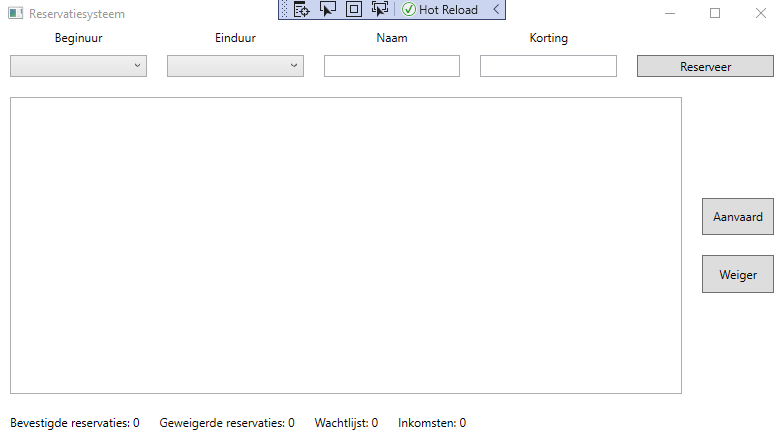 Reservatiesysteem
Hot Reload
Beginuur Einduur Naam Korting
Reserveer
Aanvaard
Weiger
Bevestigde reservaties: 0 Geweigerde reservaties: 0 Wachtlijst: 0 Inkomsten: 0